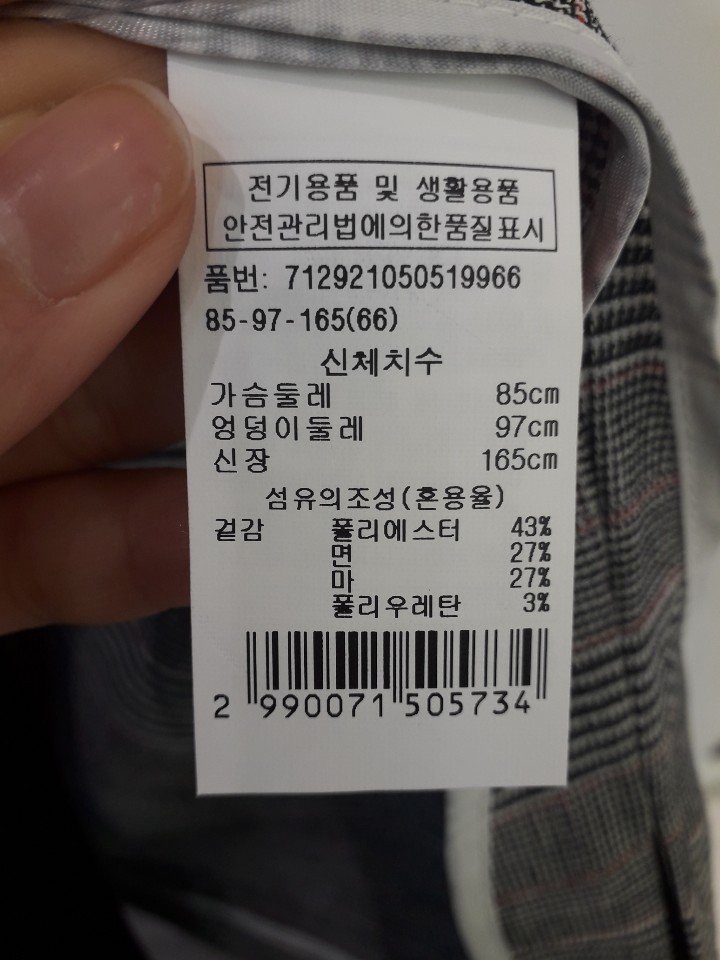 전기용품 및 생활용품
안전관리법에의한품질표시
품번: 712921050519966
85-97-165(66)
신체치수
가슴둘레 85cm
엉덩이둘레 97cm
신장 165cm
섬유의조성(혼용율)
겉감 폴리에스터 43%
면 27%
마 27%
폴리우레탄 3%
2 990071 505734